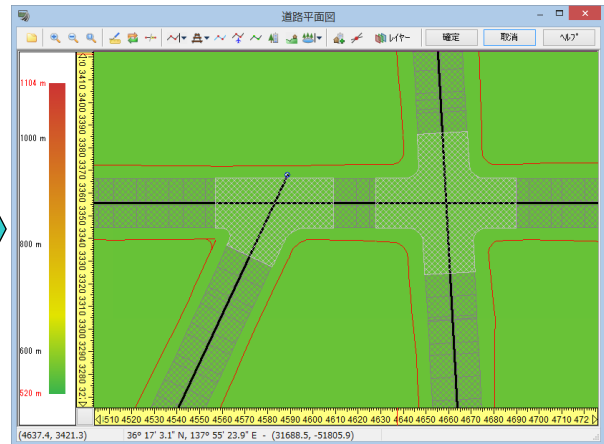 道路平面図
レイヤー 確定 取消 ヘルプ
1104 m
1000 m
800 m
600 m
520 m
3410 3400 3390 3380 3370 3360 3350 3340 3330 3320 3310 3300 3290 3280
4510 4520 4530 4540 4550 4560 4570 4580 4590 4600 4610 4620 4630 4640 4650 4660 4670 4680 4690 4700 4710 472
(4637.4, 3421.3) 36° 17' 3.1" N, 137° 55' 23.9" E - (31688.5, -51805.9)